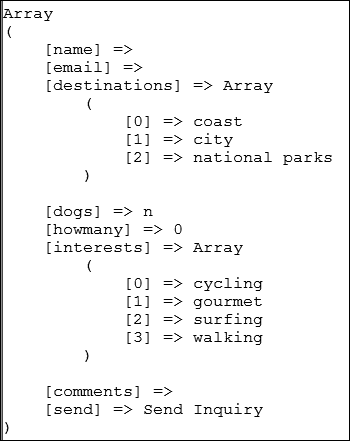 Array
(
    [name] =>
    [email] =>
    [destinations] => Array
        (
            [0] => coast
            [1] => city
            [2] => national parks
        )

    [dogs] => n
    [howmany] => 0
    [interests] => Array
        (
            [0] => cycling
            [1] => gourmet
            [2] => surfing
            [3] => walking
        )

    [comments] =>
    [send] => Send Inquiry
)